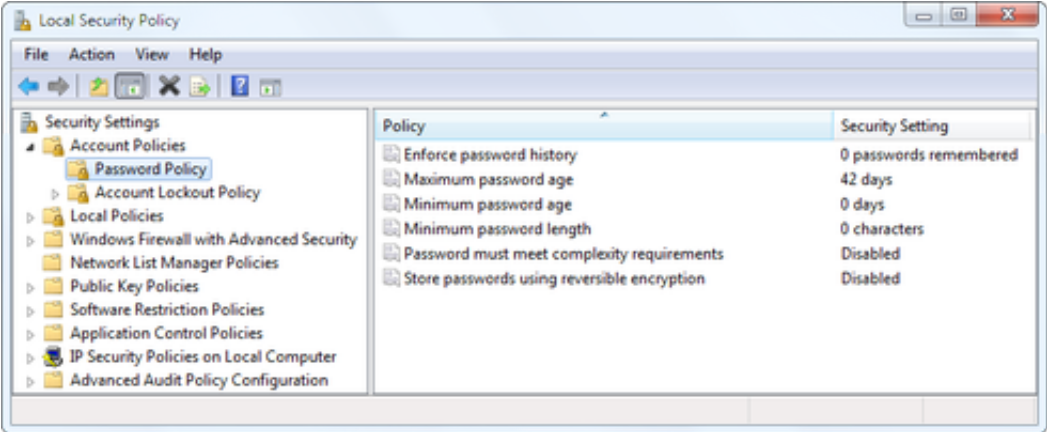 Local Security Policy
File Action View Help
Security Settings
Account Policies
Password Policy
Account Lockout Policy
Local Policies
Windows Firewall with Advanced Security
Network List Manager Policies
Public Key Policies
Software Restriction Policies
Application Control Policies
IP Security Policies on Local Computer
Advanced Audit Policy Configuration
Policy Security Setting
Enforce password history 0 passwords remembered
Maximum password age 42 days
Minimum password age 0 days
Minimum password length 0 characters
Password must meet complexity requirements Disabled
Store passwords using reversible encryption Disabled